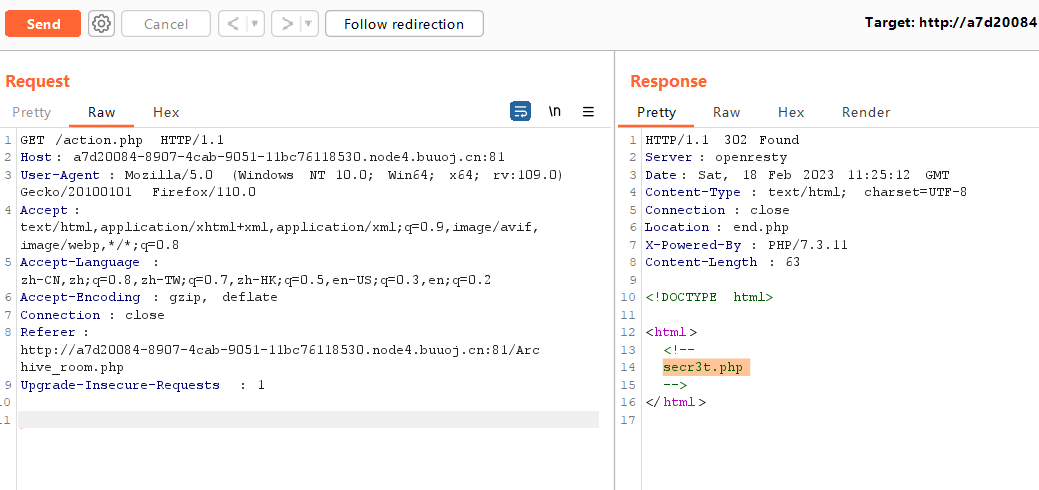 Send
Cancel
<
>
Follow redirection
Target: http://a7d20084
Request
Pretty
Raw
Hex
\n
1 GET /action.php HTTP/1.1
2 Host : a7d20084-8907-4cab-9051-11bc76118530.node4.buuoj.cn:81
3 User-Agent : Mozilla/5.0 (Windows NT 10.0; Win64; x64; rv:109.0)
Gecko/20100101 Firefox/110.0
4 Accept :
text/html,application/xhtml+xml,application/xml;q=0.9,image/avif,
image/webp,*/*;q=0.8
5 Accept-Language :
zh-CN,zh;q=0.8,zh-TW;q=0.7,zh-HK;q=0.5,en-US;q=0.3,en;q=0.2
6 Accept-Encoding : gzip, deflate
7 Connection : close
8 Referer :
http://a7d20084-8907-4cab-9051-11bc76118530.node4.buuoj.cn:81/Arc
hive_room.php
9 Upgrade-Insecure-Requests : 1
10
11
Response
Pretty
Raw
Hex
Render
1 HTTP/1.1 302 Found
2 Server : openresty
3 Date : Sat, 18 Feb 2023 11:25:12 GMT
4 Content-Type : text/html; charset=UTF-8
5 Connection : close
6 Location : end.php
7 X-Powered-By : PHP/7.3.11
8 Content-Length : 63
9
10 <!DOCTYPE html>
11
12 <html>
13 <!--
14 secr3t.php
15 -->
16 </html>
17